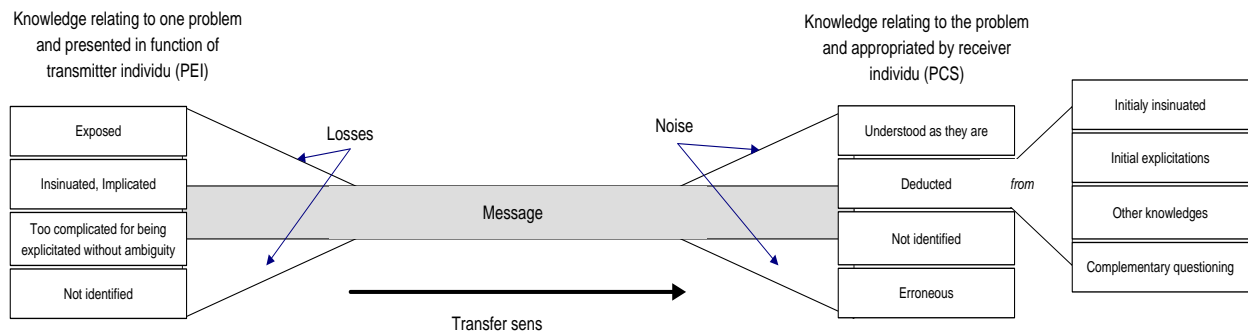 Knowledge relating to one problem
and presented in function of
transmitter individu (PEI)
Exposed
Insinuated, Implicated
Too complicated for being
explicitated without ambiguity
Not identified
Losses
Message
Transfer sens
Noise
Knowledge relating to the problem
and appropriated by receiver
individu (PCS)
Understood as they are
Deducted
Not identified
Erroneous
from
Initialy insinuated
Initial explicitations
Other knowledges
Complementary questioning